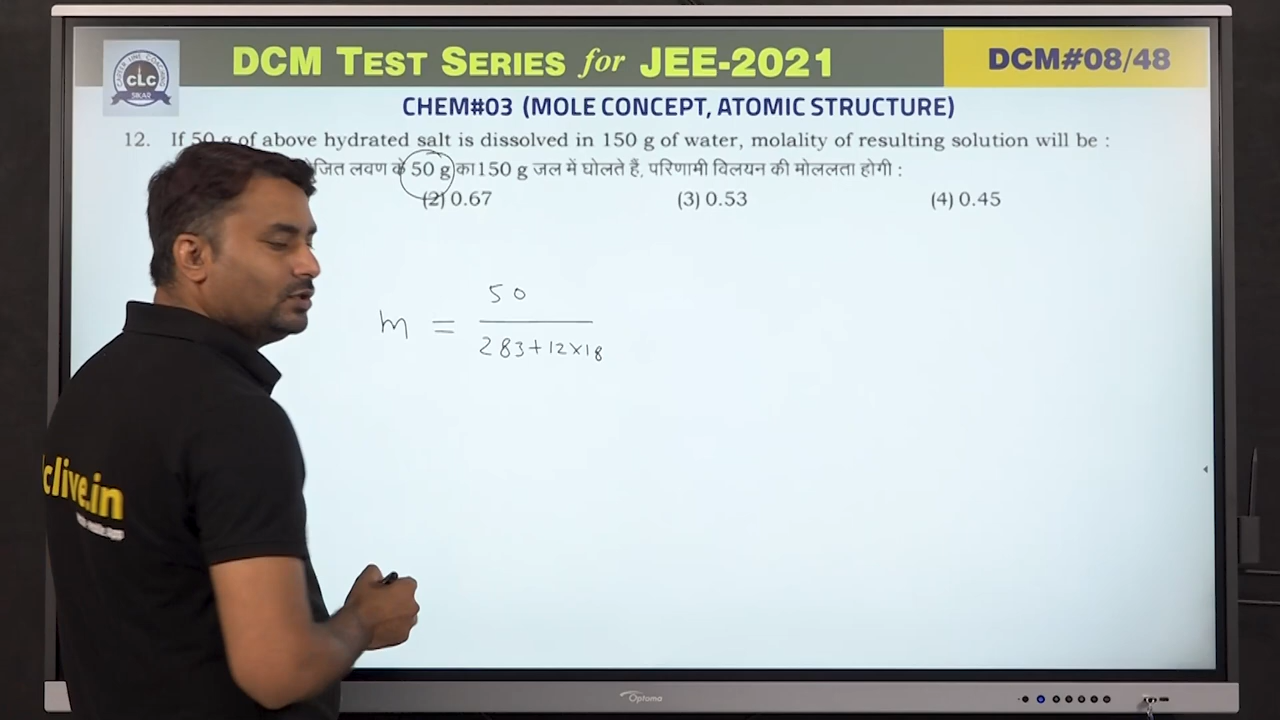 DCM TEST SERIES for JEE-2021
DCM#08/48
CLC
SIKAR
CHEM#03 (MOLE CONCEPT, ATOMIC STRUCTURE)
12. If 50 g of above hydrated salt is dissolved in 150 g of water, molality of resulting solution will be :
जित लवण के 50 g का 150 g जल में घोलते हैं, परिणामी विलयन की मोललता होगी :
(2) 0.67 (3) 0.53 (4) 0.45
50
m =
283+12×18
clive.in
Optoma